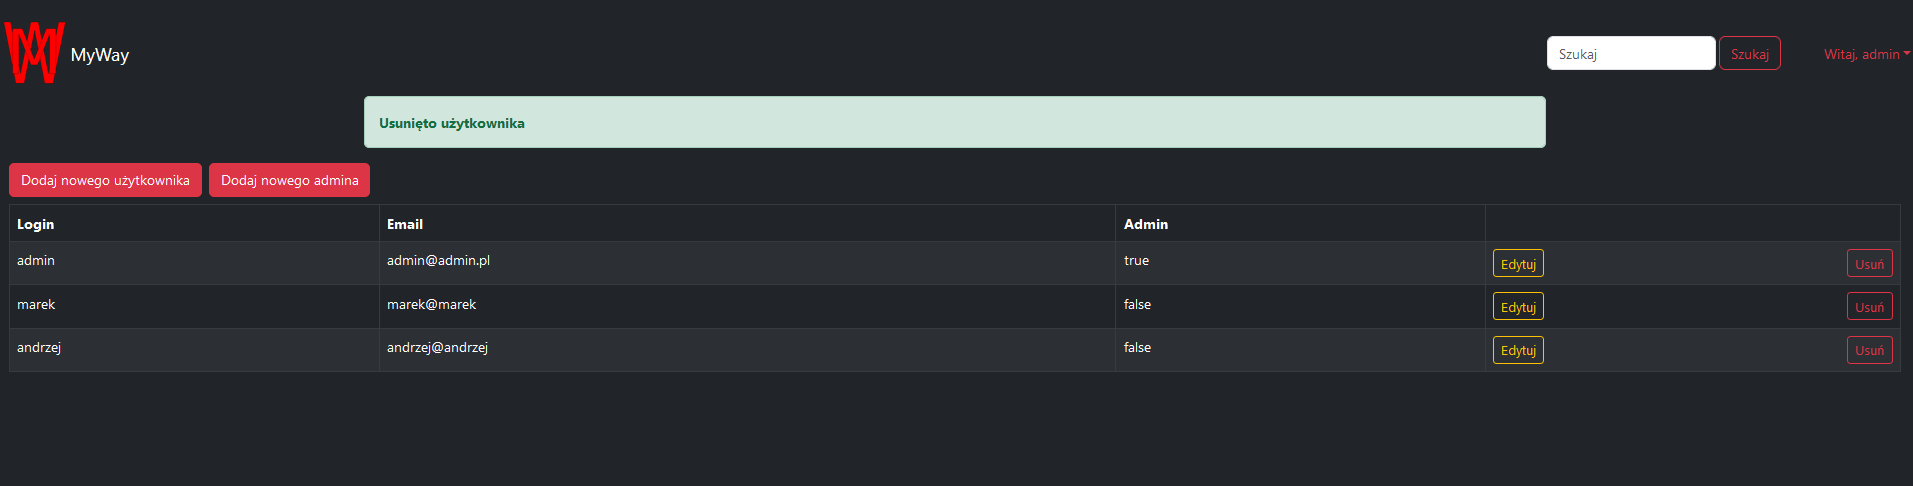 MyWay
Szukaj Szukaj Witaj, admin
Usunięto użytkownika
Dodaj nowego użytkownika Dodaj nowego admina
Login Email Admin
admin admin@admin.pl true Edytuj Usuń
marek marek@marek false Edytuj Usuń
andrzej andrzej@andrzej false Edytuj Usuń